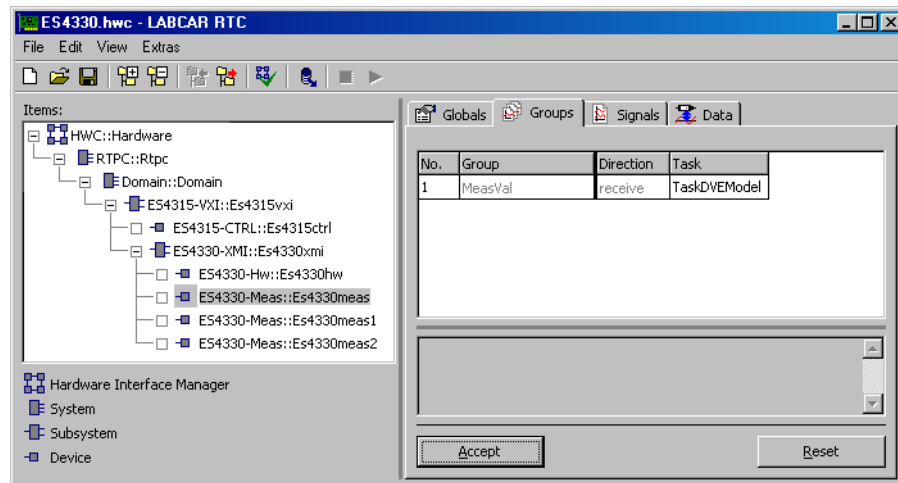 ES4330.hwc - LABCAR RTC
File Edit View Extras
Items:
HWC::Hardware
RTPC::Rtpc
Domain::Domain
ES4315-VXI::Es4315vxi
ES4315-CTRL::Es4315ctrl
ES4330-XMI::Es4330xmi
ES4330-Hw::Es4330hw
ES4330-Meas::Es4330meas
ES4330-Meas::Es4330meas1
ES4330-Meas::Es4330meas2
Hardware Interface Manager
System
Subsystem
Device
Globals Groups Signals Data
No. Group Direction Task
1 MeasVal receive TaskDVEModel
Accept Reset